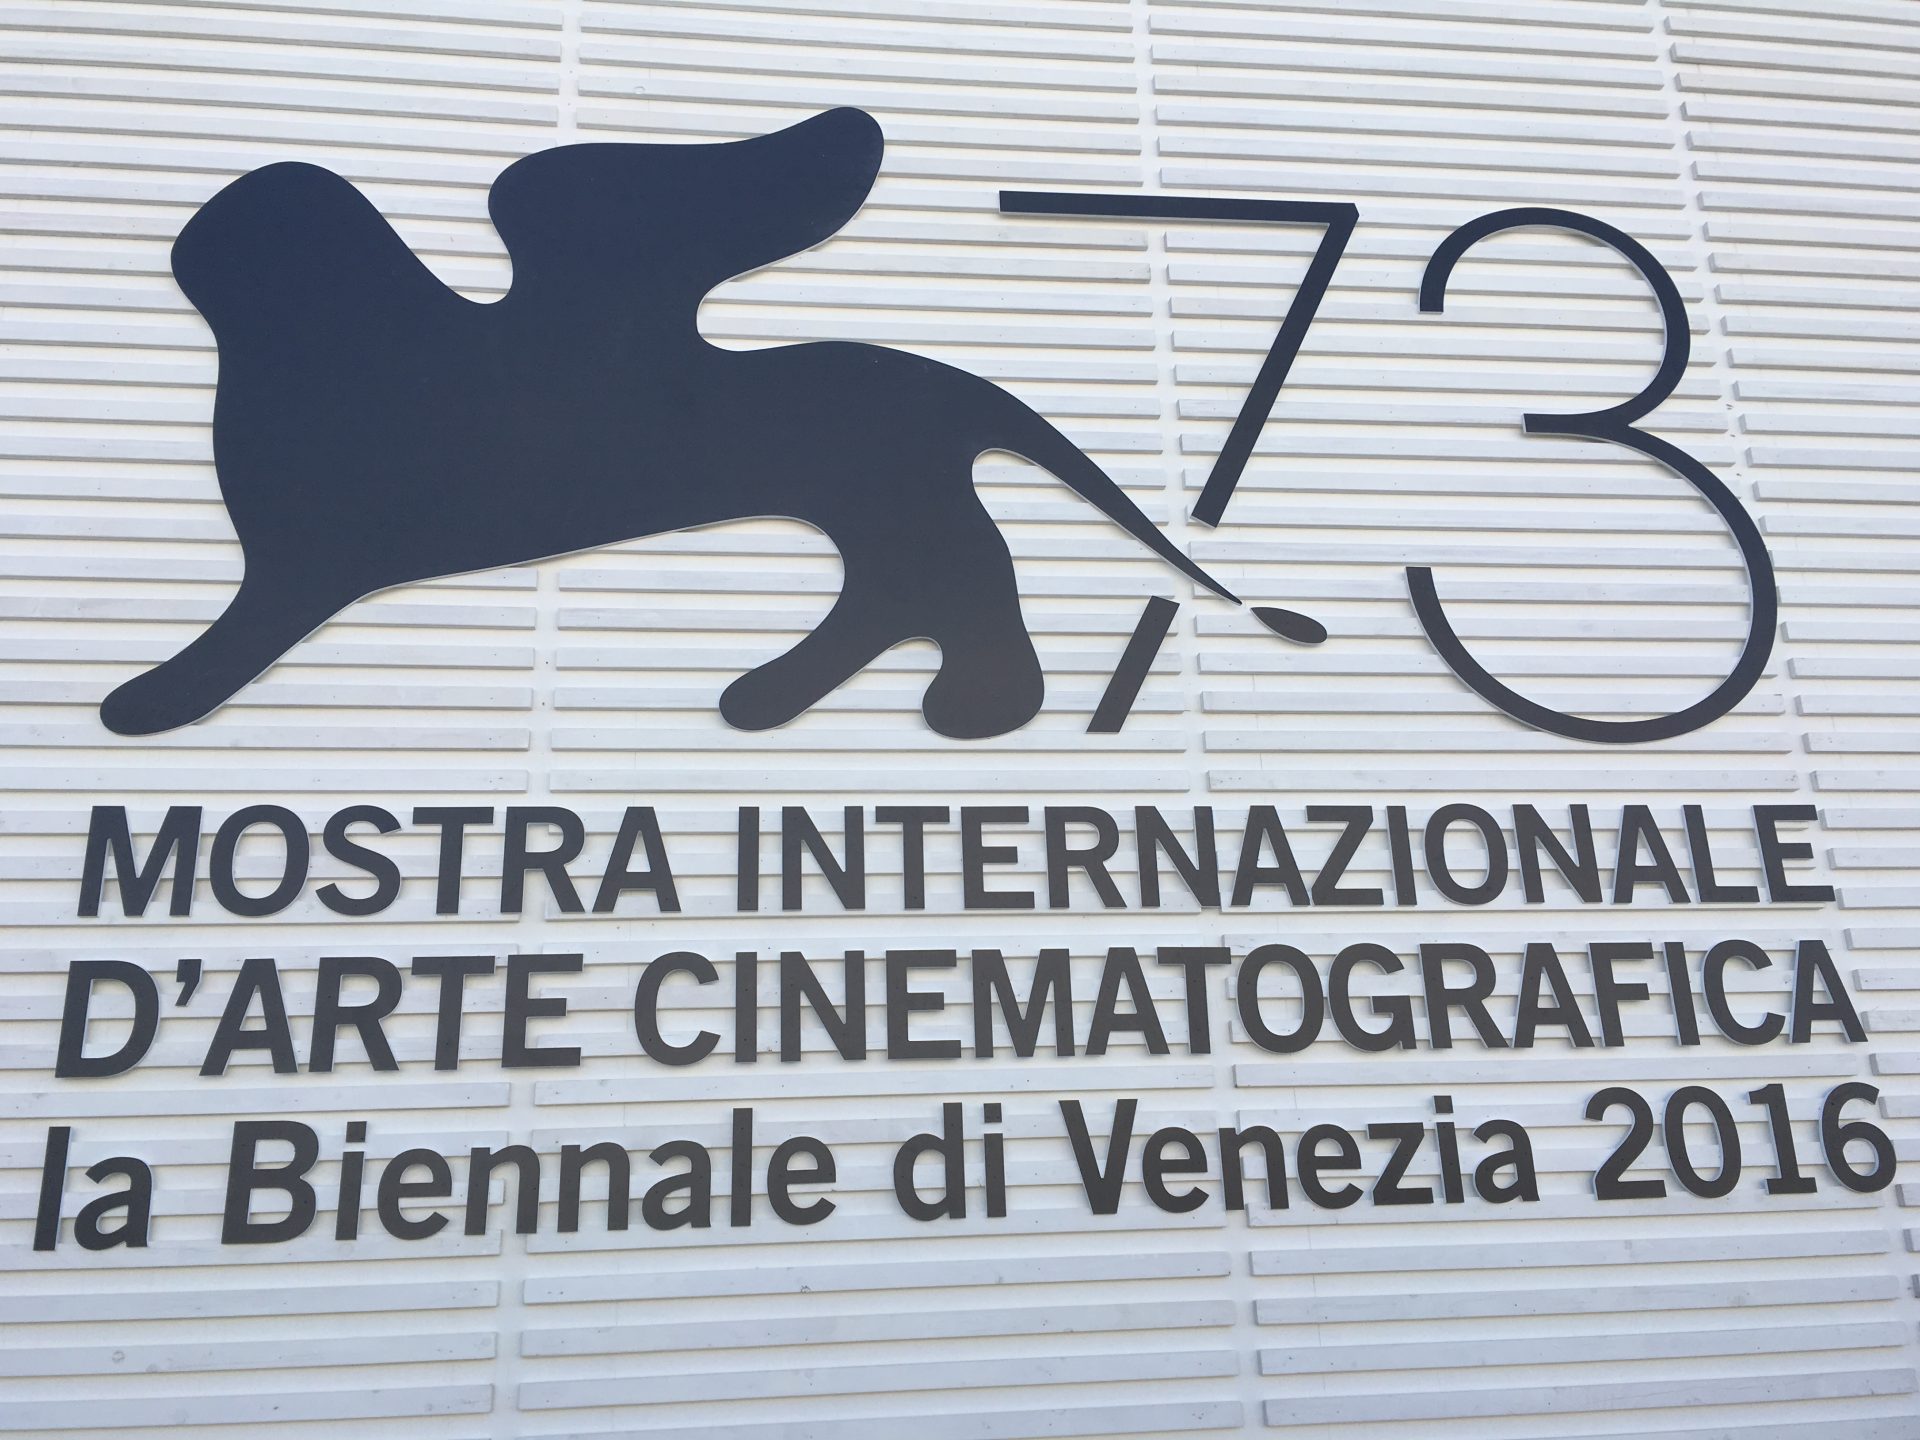 73
MOSTRA INTERNAZIONALE
D'ARTE CINEMATOGRAFICA
la Biennale di Venezia 2016